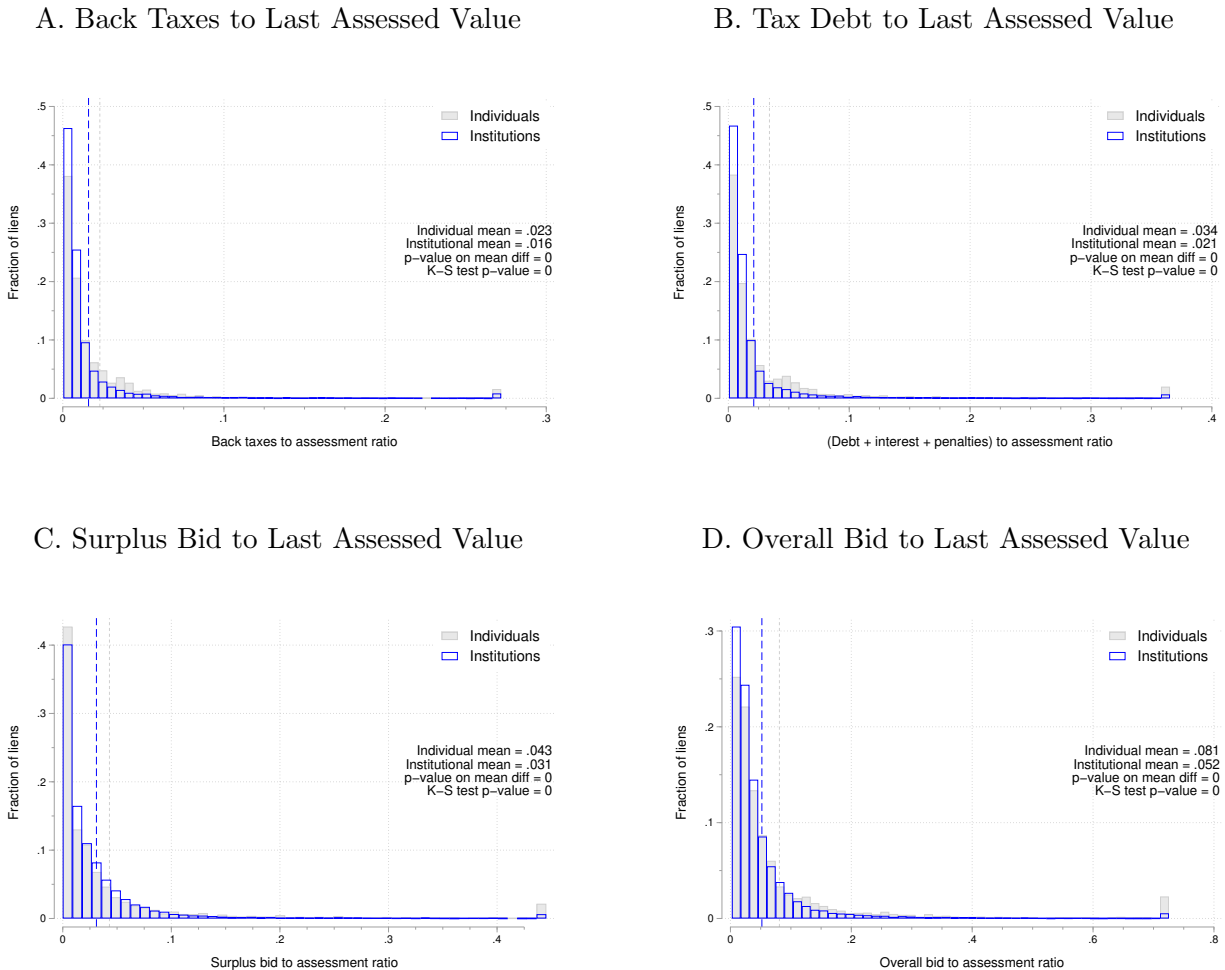 A. Back Taxes to Last Assessed Value
.5
.4
.3
.2
.1
0
Fraction of liens
0
.1
.2
.3
Back taxes to assessment ratio
Individuals
Institutions
Individual mean = .023
Institutional mean = .016
p−value on mean diff = 0
K−S test p−value = 0
B. Tax Debt to Last Assessed Value
.5
.4
.3
.2
.1
0
Fraction of liens
0
.1
.2
.3
.4
(Debt + interest + penalties) to assessment ratio
Individuals
Institutions
Individual mean = .034
Institutional mean = .021
p−value on mean diff = 0
K−S test p−value = 0
C. Surplus Bid to Last Assessed Value
.4
.3
.2
.1
0
Fraction of liens
0
.1
.2
.3
.4
Surplus bid to assessment ratio
Individuals
Institutions
Individual mean = .043
Institutional mean = .031
p−value on mean diff = 0
K−S test p−value = 0
D. Overall Bid to Last Assessed Value
.3
.2
.1
0
Fraction of liens
0
.2
.4
.6
.8
Overall bid to assessment ratio
Individuals
Institutions
Individual mean = .081
Institutional mean = .052
p−value on mean diff = 0
K−S test p−value = 0